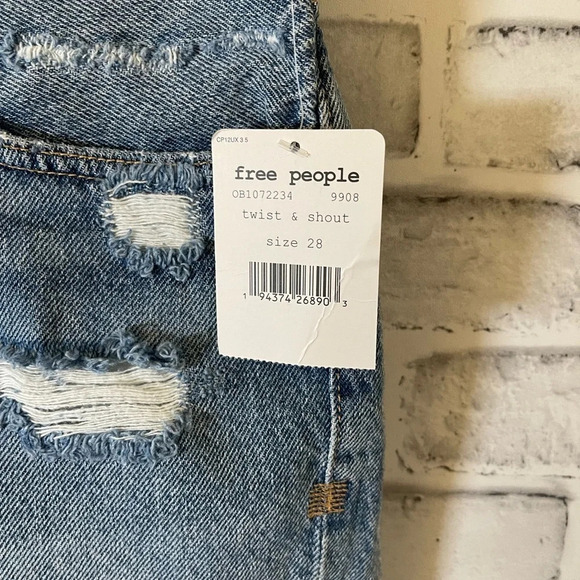 CP12UX 3 5
free people
OB1072234 9908
twist & shout
size 28
1 94374 26890 3